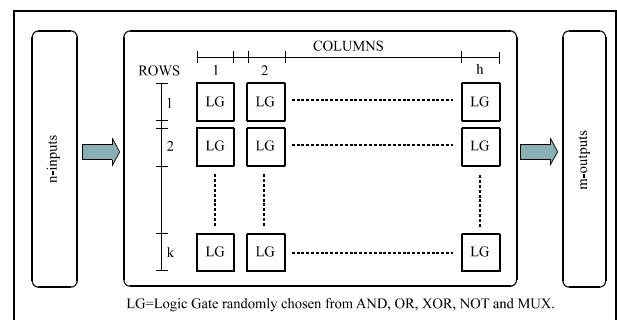 COLUMNS
ROWS 1 2 h
1 LG LG LG
2 LG LG LG
k LG LG LG
n-inputs
m-outputs
LG=Logic Gate randomly chosen from AND, OR, XOR, NOT and MUX.